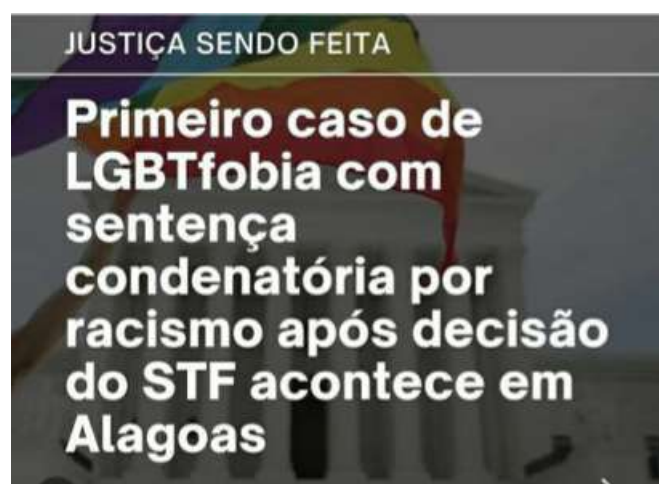 JUSTIÇA SENDO FEITA
Primeiro caso de
LGBTfobia com
sentença
condenatória por
racismo após decisão
do STF acontece em
Alagoas